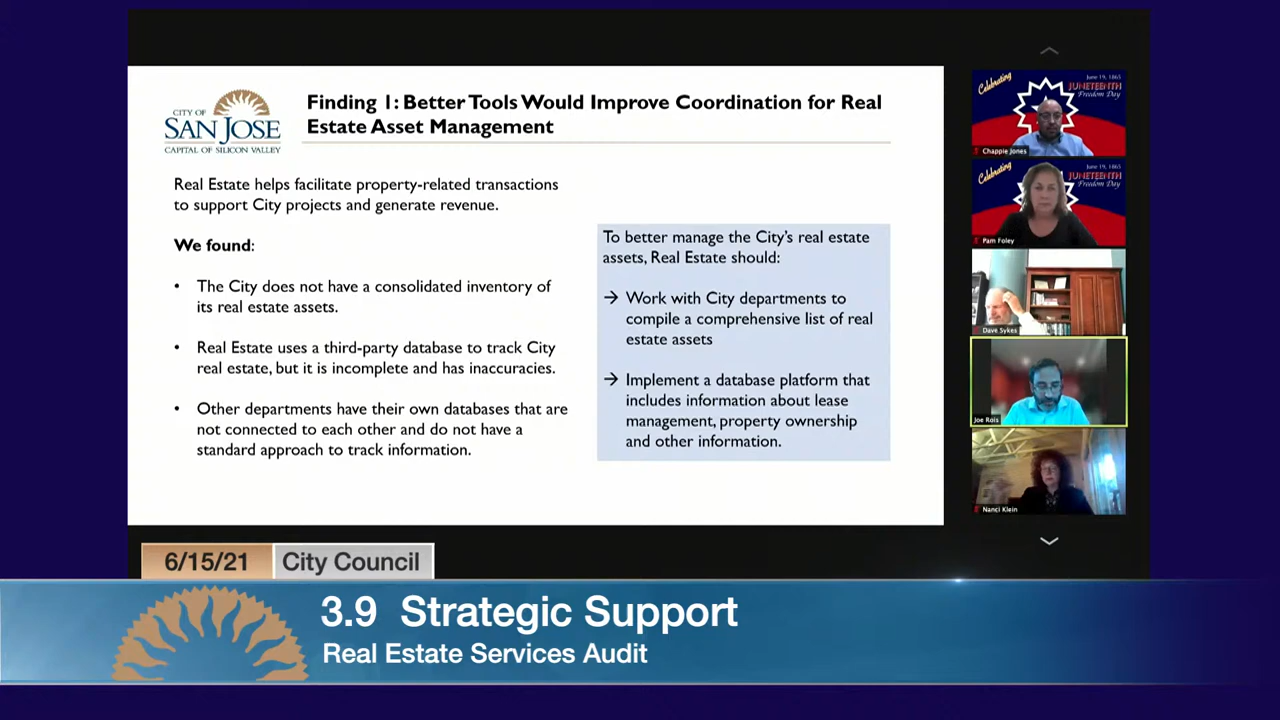 CITY OF
SAN JOSE
CAPITAL OF SILICON VALLEY
Finding 1: Better Tools Would Improve Coordination for Real
Estate Asset Management
Real Estate helps facilitate property-related transactions
to support City projects and generate revenue.
We found:
• The City does not have a consolidated inventory of
its real estate assets.
• Real Estate uses a third-party database to track City
real estate, but it is incomplete and has inaccuracies.
• Other departments have their own databases that are
not connected to each other and do not have a
standard approach to track information.
To better manage the City's real estate
assets, Real Estate should:
→ Work with City departments to
compile a comprehensive list of real
estate assets
→ Implement a database platform that
includes information about lease
management, property ownership
and other information.
Celebrating
June 19, 1865
JUNETEENTH
Freedom Day
Chappie Jones
Celebrating
June 19, 1865
JUNETEENTH
Freedom Day
Pam Foley
Dave Sykes
Joe Rois
Nanci Klein
6/15/21 City Council
3.9 Strategic Support
Real Estate Services Audit